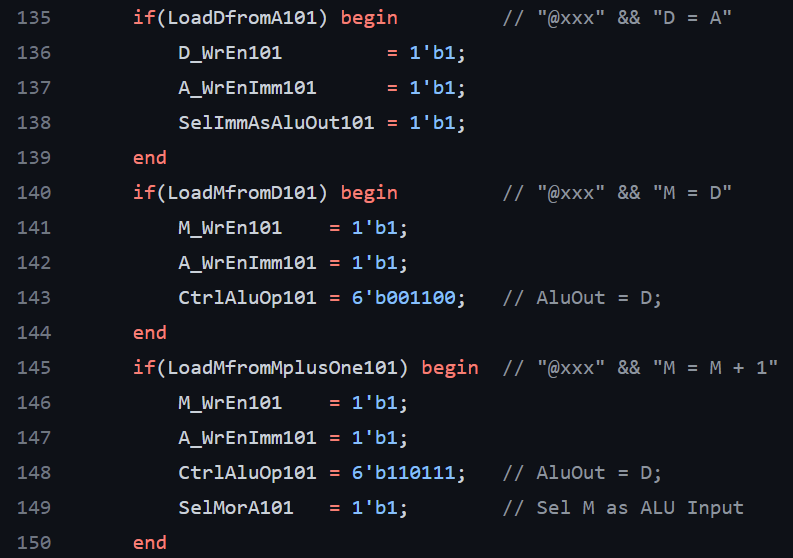 135 if(LoadDfromA101) begin // "@xxx" && "D = A"
136 D_WrEn101 = 1'b1;
137 A_WrEnImm101 = 1'b1;
138 SelImmAsAluOut101 = 1'b1;
139 end
140 if(LoadMfromD101) begin // "@xxx" && "M = D"
141 M_WrEn101 = 1'b1;
142 A_WrEnImm101 = 1'b1;
143 CtrlAluOp101 = 6'b001100; // AluOut = D;
144 end
145 if(LoadMfromMplusOne101) begin // "@xxx" && "M = M + 1"
146 M_WrEn101 = 1'b1;
147 A_WrEnImm101 = 1'b1;
148 CtrlAluOp101 = 6'b110111; // AluOut = D;
149 SelMorA101 = 1'b1; // Sel M as ALU Input
150 end